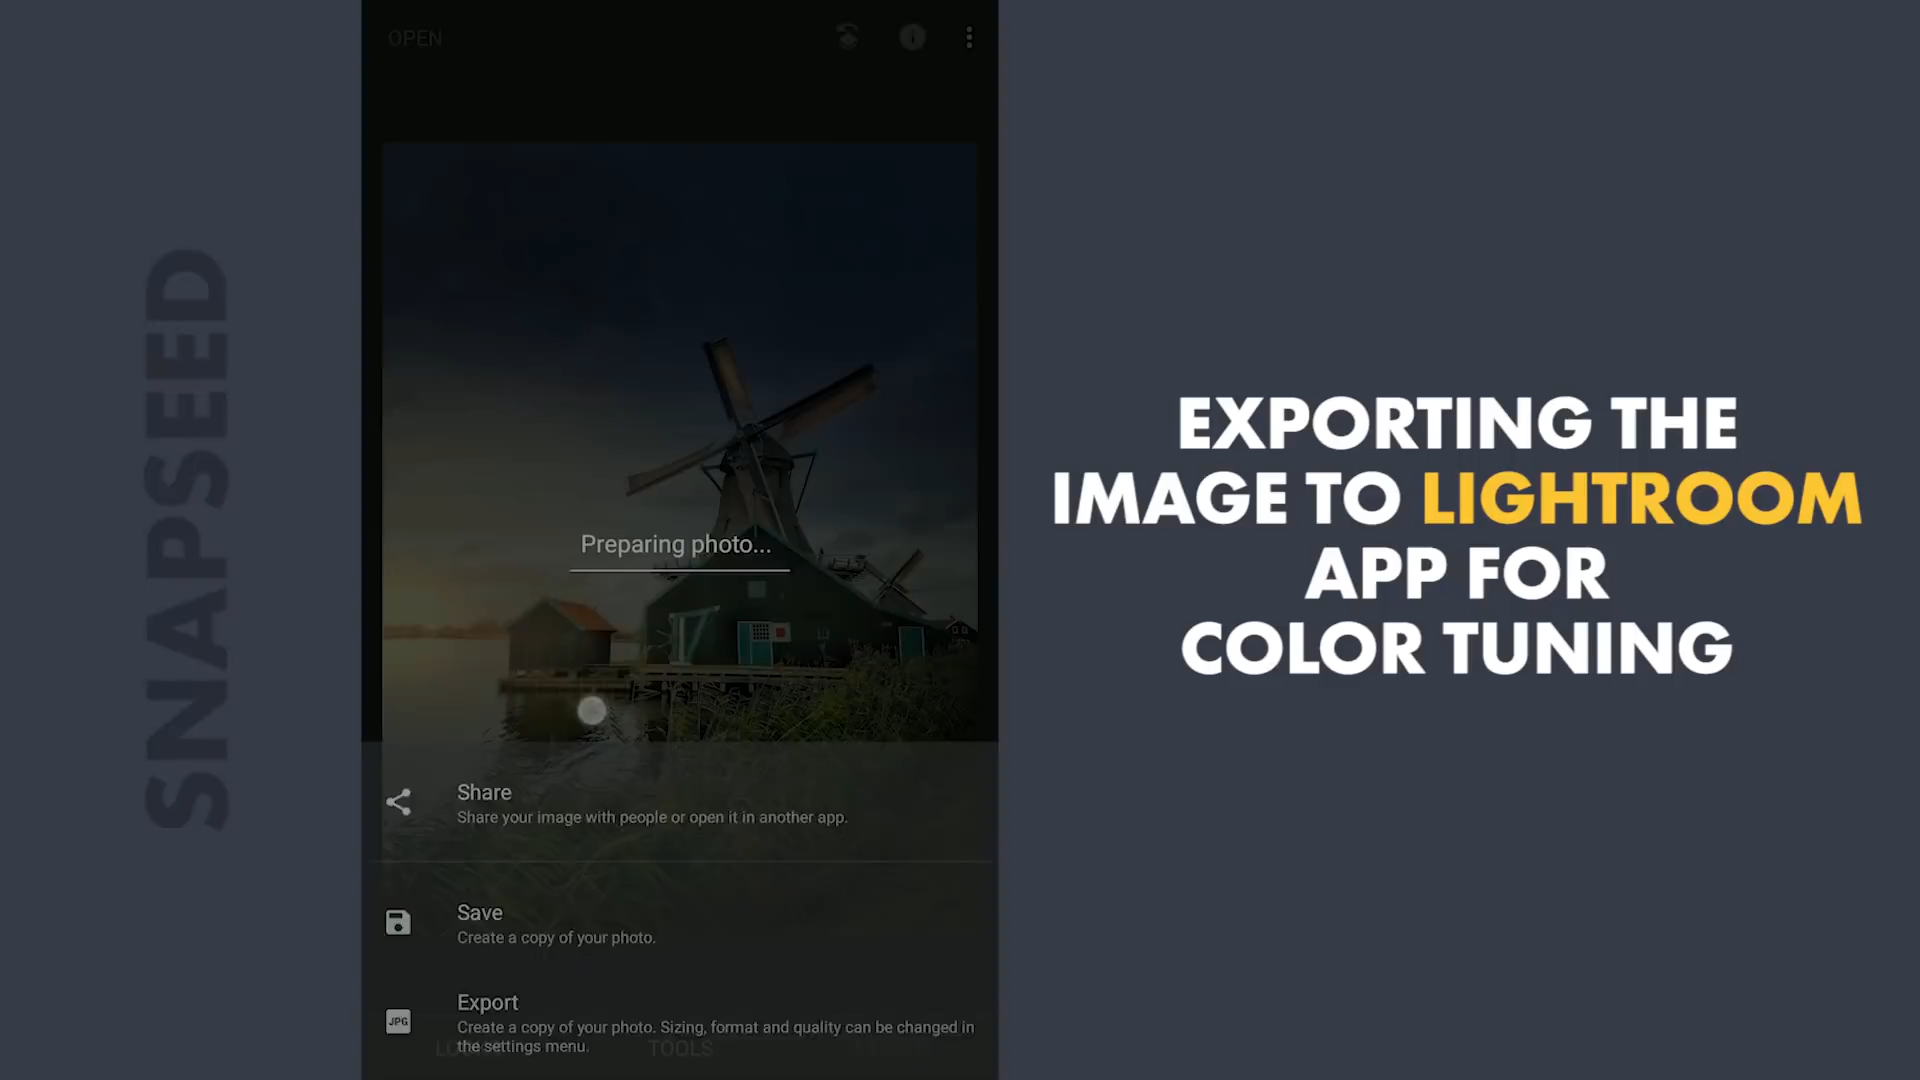 SNAPSEED
OPEN
Preparing photo...
Share
Share your image with people or open it in another app.
Save
Create a copy of your photo.
JPG
Export
Create a copy of your photo. Sizing, format and quality can be changed in
the settings menu.
TOOLS
EXPORTING THE
IMAGE TO LIGHTROOM
APP FOR
COLOR TUNING